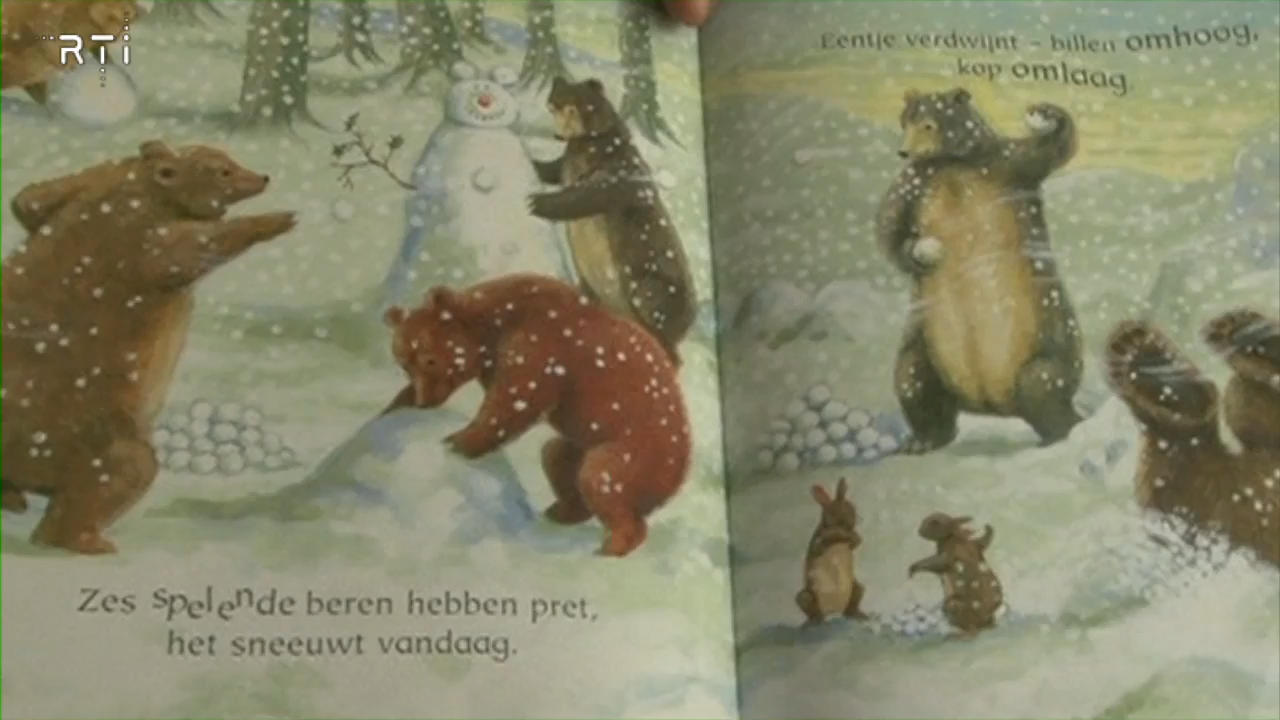 RTI
Zes spelende beren hebben pret,
het sneeuwt vandaag.
Eentje verdwijnt – billen omhoog,
kop omlaag.